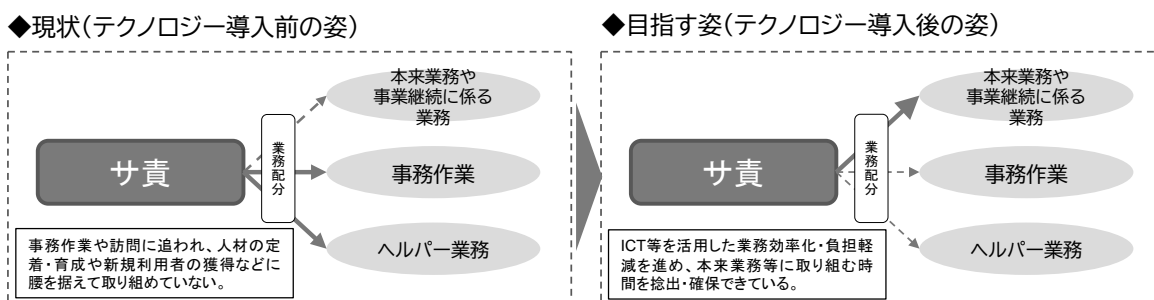 ◆現状(テクノロジー導入前の姿)
サ責
業務配分
本来業務や
事業継続に係る
業務
事務作業
ヘルパー業務
事務作業や訪問に追われ、人材の定
着・育成や新規利用者の獲得などに
腰を据えて取り組めていない。
◆目指す姿(テクノロジー導入後の姿)
サ責
業務配分
本来業務や
事業継続に係る
業務
事務作業
ヘルパー業務
ICT等を活用した業務効率化・負担軽
減を進め、本来業務等に取り組む時
間を捻出・確保できている。